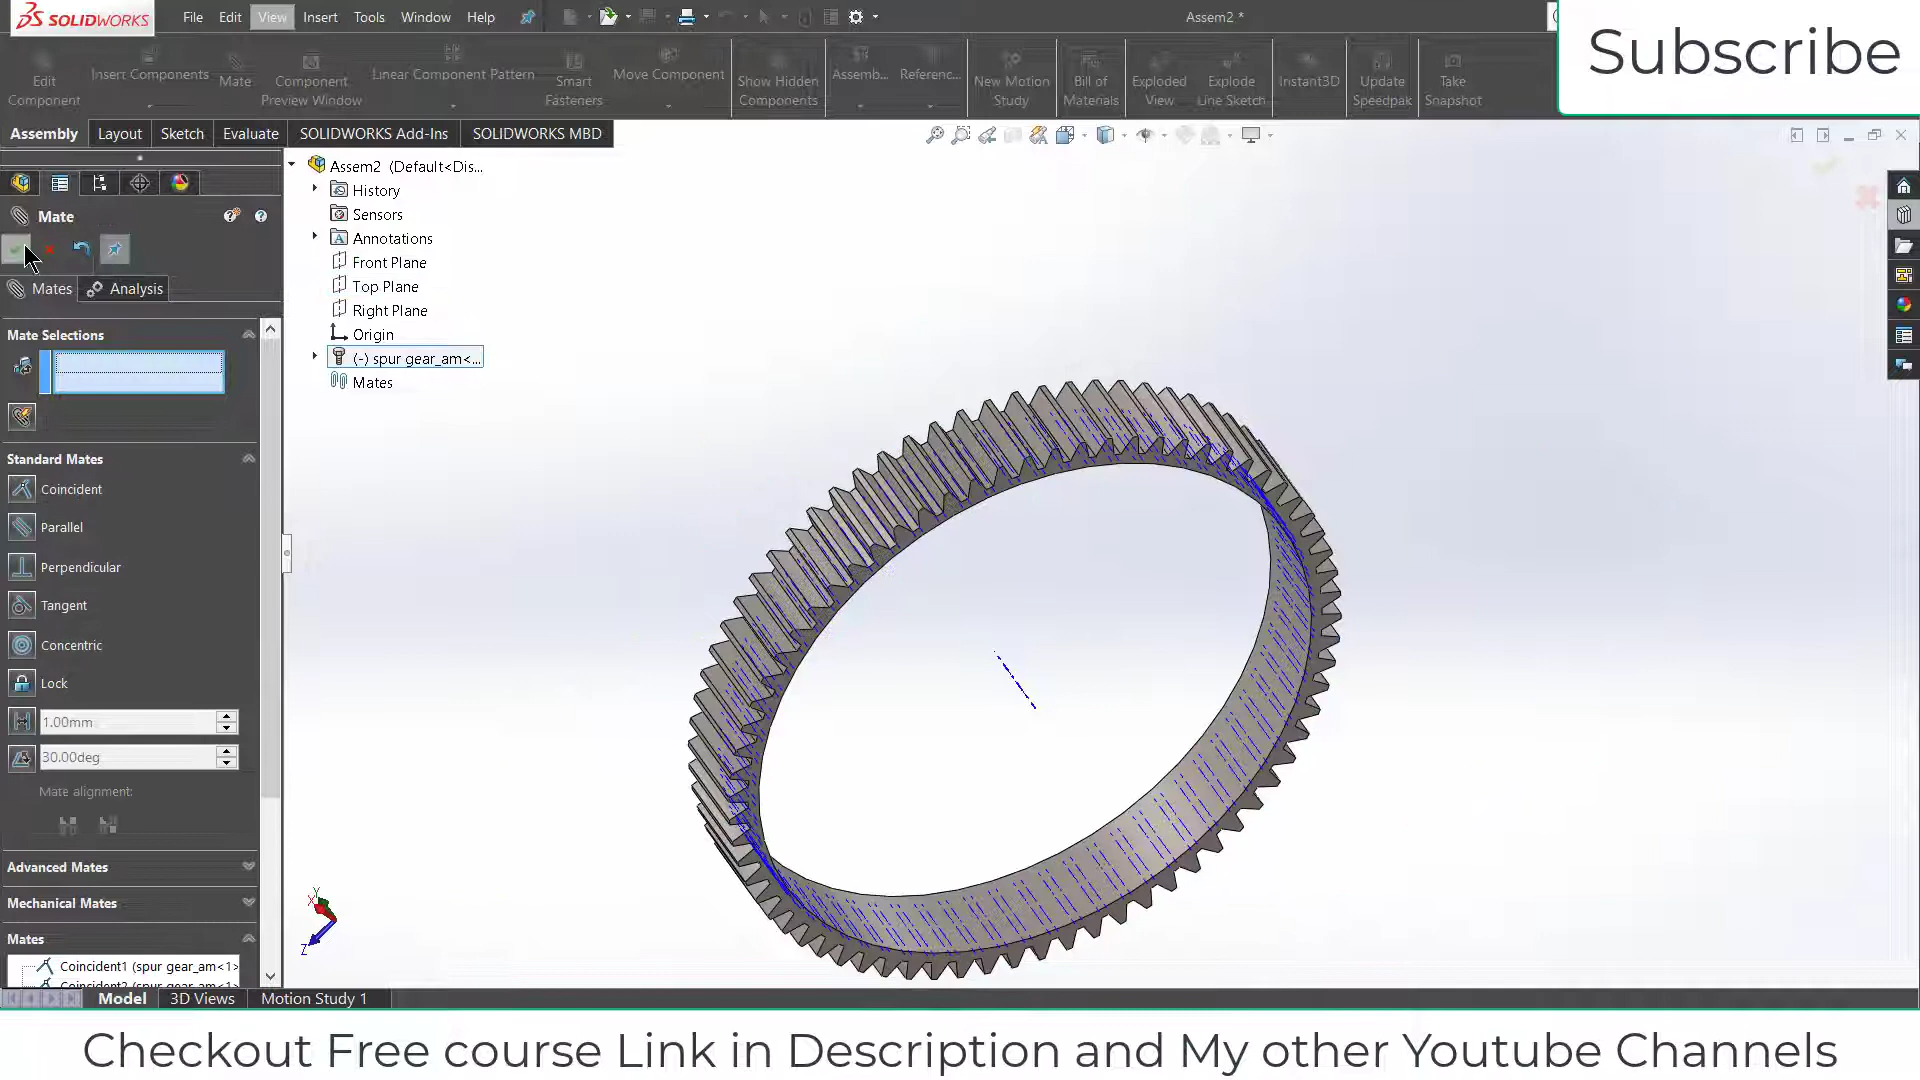 SOLIDWORKS File Edit View Insert Tools Window Help Assem2 *
Subscribe
Edit Component
Insert Components
Mate
Component Preview Window
Linear Component Pattern
Smart Fasteners
Move Component
Show Hidden Components
Assemb...
Referenc...
New Motion Study
Bill of Materials
Exploded View
Explode Line Sketch
Instant3D
Update Speedpak
Take Snapshot
Assembly Layout Sketch Evaluate SOLIDWORKS Add-Ins SOLIDWORKS MBD
Assem2 (Default<Dis...
History
Sensors
Annotations
Front Plane
Top Plane
Right Plane
Origin
(-) spur gear_am<...
Mates
Mate
Mates Analysis
Mate Selections
Standard Mates
Coincident
Parallel
Perpendicular
Tangent
Concentric
Lock
1.00mm
30.00deg
Mate alignment:
Advanced Mates
Mechanical Mates
Mates
Coincident1 (spur gear_am<1>
Coincident2 (spur gear_am<1>
Y
X
Z
Model 3D Views Motion Study 1
Checkout Free course Link in Description and My other Youtube Channels